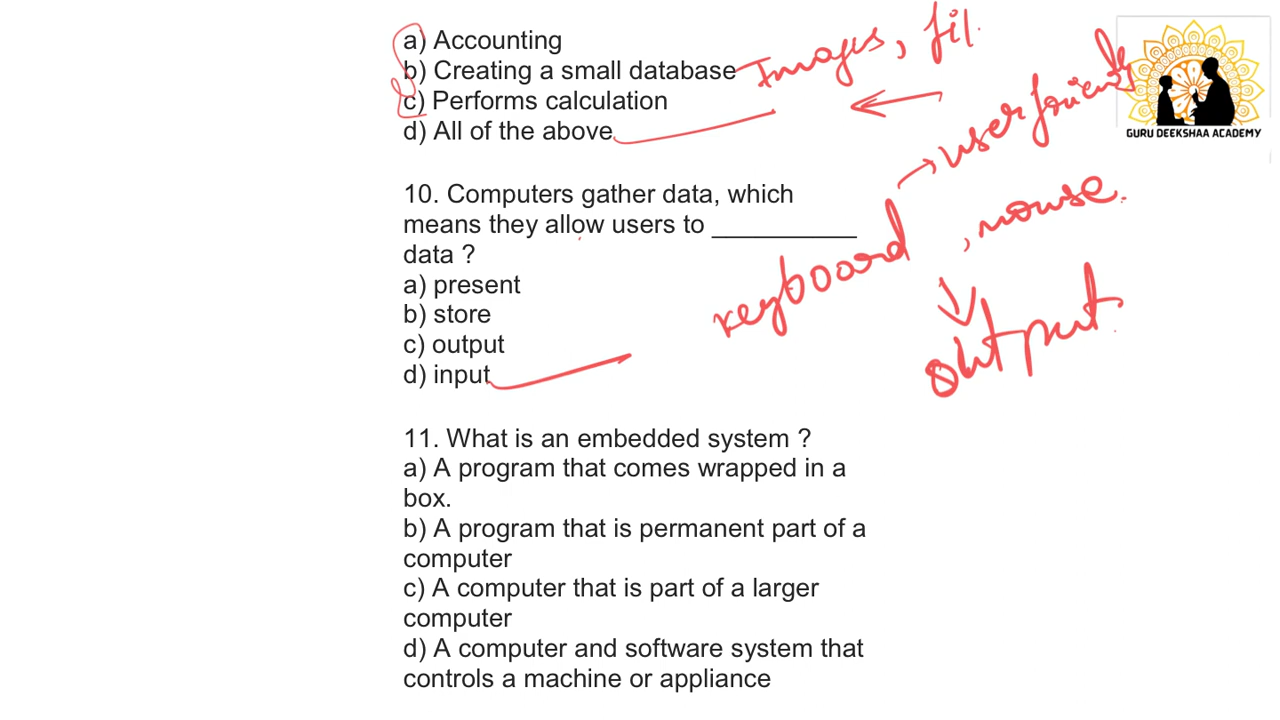 a) Accounting
b) Creating a small database
Images, fil
c) Performs calculation
d) All of the above
GURU DEEKSHAA ACADEMY
userfriendly
10. Computers gather data, which
means they allow users to __________
data ?
keyboard, mouse.
a) present
b) store
c) output
output.
d) input
11. What is an embedded system ?
a) A program that comes wrapped in a
box.
b) A program that is permanent part of a
computer
c) A computer that is part of a larger
computer
d) A computer and software system that
controls a machine or appliance